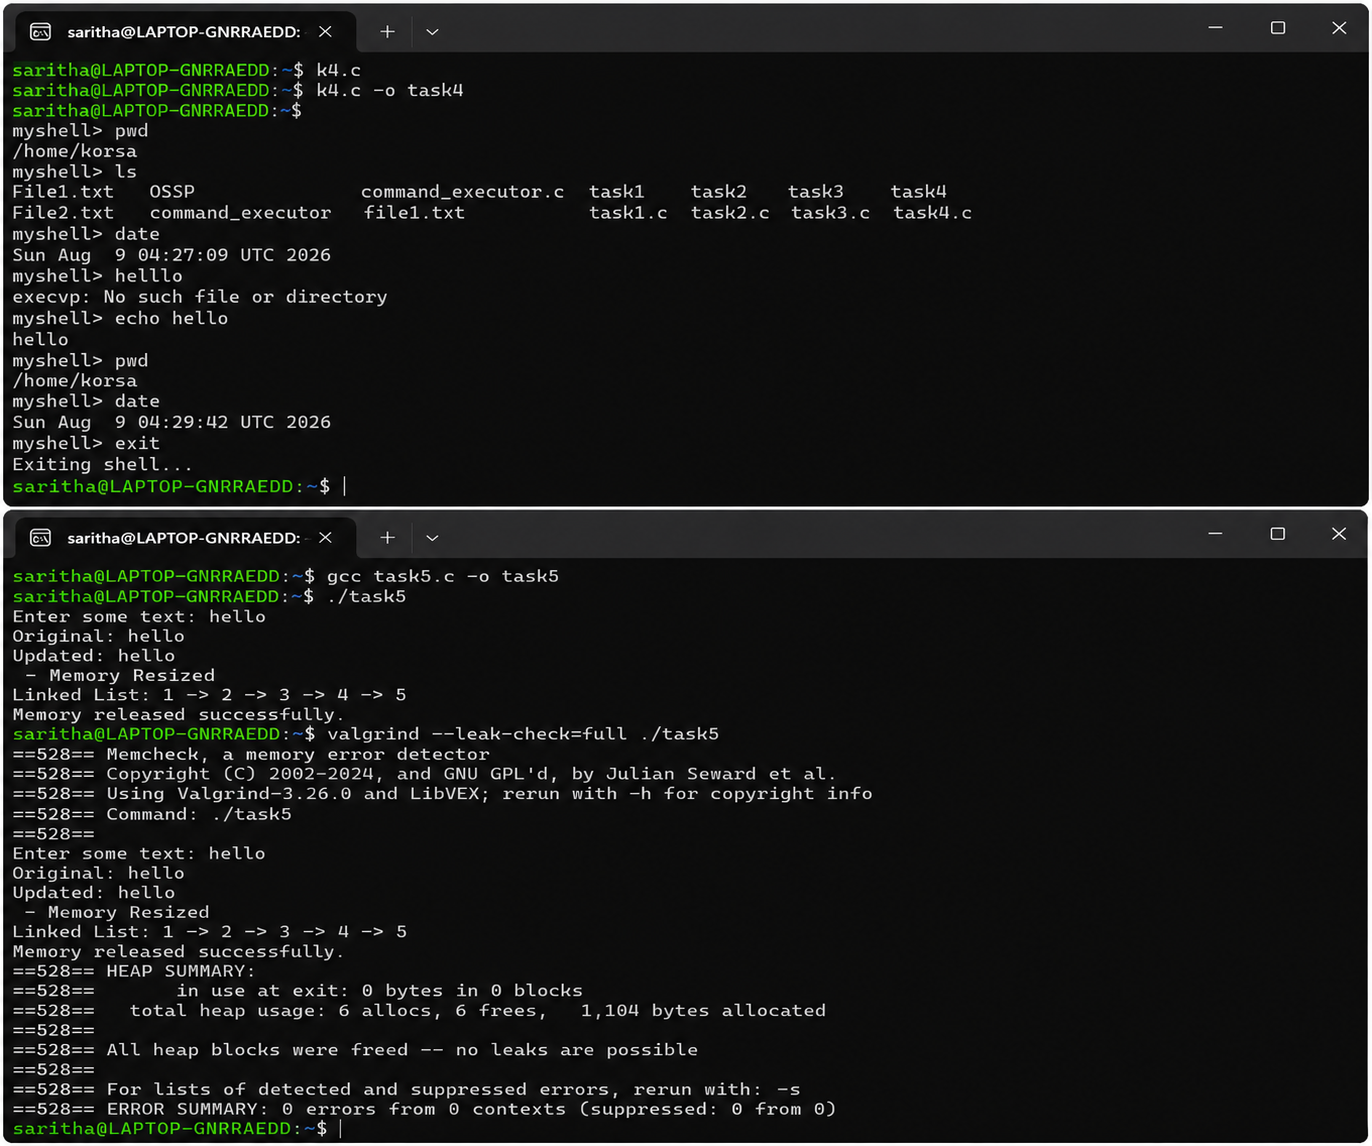 saritha@LAPTOP-GNRRAEDD:
saritha@LAPTOP-GNRRAEDD:~$ k4.c
saritha@LAPTOP-GNRRAEDD:~$ k4.c -o task4
saritha@LAPTOP-GNRRAEDD:~$
myshell> pwd
/home/korsa
myshell> ls
File1.txt   OSSP              command_executor.c  task1    task2    task3    task4
File2.txt   command_executor   file1.txt          task1.c  task2.c  task3.c  task4.c
myshell> date
Sun Aug  9 04:27:09 UTC 2026
myshell> helllo
execvp: No such file or directory
myshell> echo hello
hello
myshell> pwd
/home/korsa
myshell> date
Sun Aug  9 04:29:42 UTC 2026
myshell> exit
Exiting shell...
saritha@LAPTOP-GNRRAEDD:~$
saritha@LAPTOP-GNRRAEDD:
saritha@LAPTOP-GNRRAEDD:~$ gcc task5.c -o task5
saritha@LAPTOP-GNRRAEDD:~$ ./task5
Enter some text: hello
Original: hello
Updated: hello
 - Memory Resized
Linked List: 1 -> 2 -> 3 -> 4 -> 5
Memory released successfully.
saritha@LAPTOP-GNRRAEDD:~$ valgrind --leak-check=full ./task5
==528== Memcheck, a memory error detector
==528== Copyright (C) 2002-2024, and GNU GPL'd, by Julian Seward et al.
==528== Using Valgrind-3.26.0 and LibVEX; rerun with -h for copyright info
==528== Command: ./task5
==528==
Enter some text: hello
Original: hello
Updated: hello
 - Memory Resized
Linked List: 1 -> 2 -> 3 -> 4 -> 5
Memory released successfully.
==528== HEAP SUMMARY:
==528==       in use at exit: 0 bytes in 0 blocks
==528==   total heap usage: 6 allocs, 6 frees,   1,104 bytes allocated
==528==
==528== All heap blocks were freed -- no leaks are possible
==528==
==528== For lists of detected and suppressed errors, rerun with: -s
==528== ERROR SUMMARY: 0 errors from 0 contexts (suppressed: 0 from 0)
saritha@LAPTOP-GNRRAEDD:~$